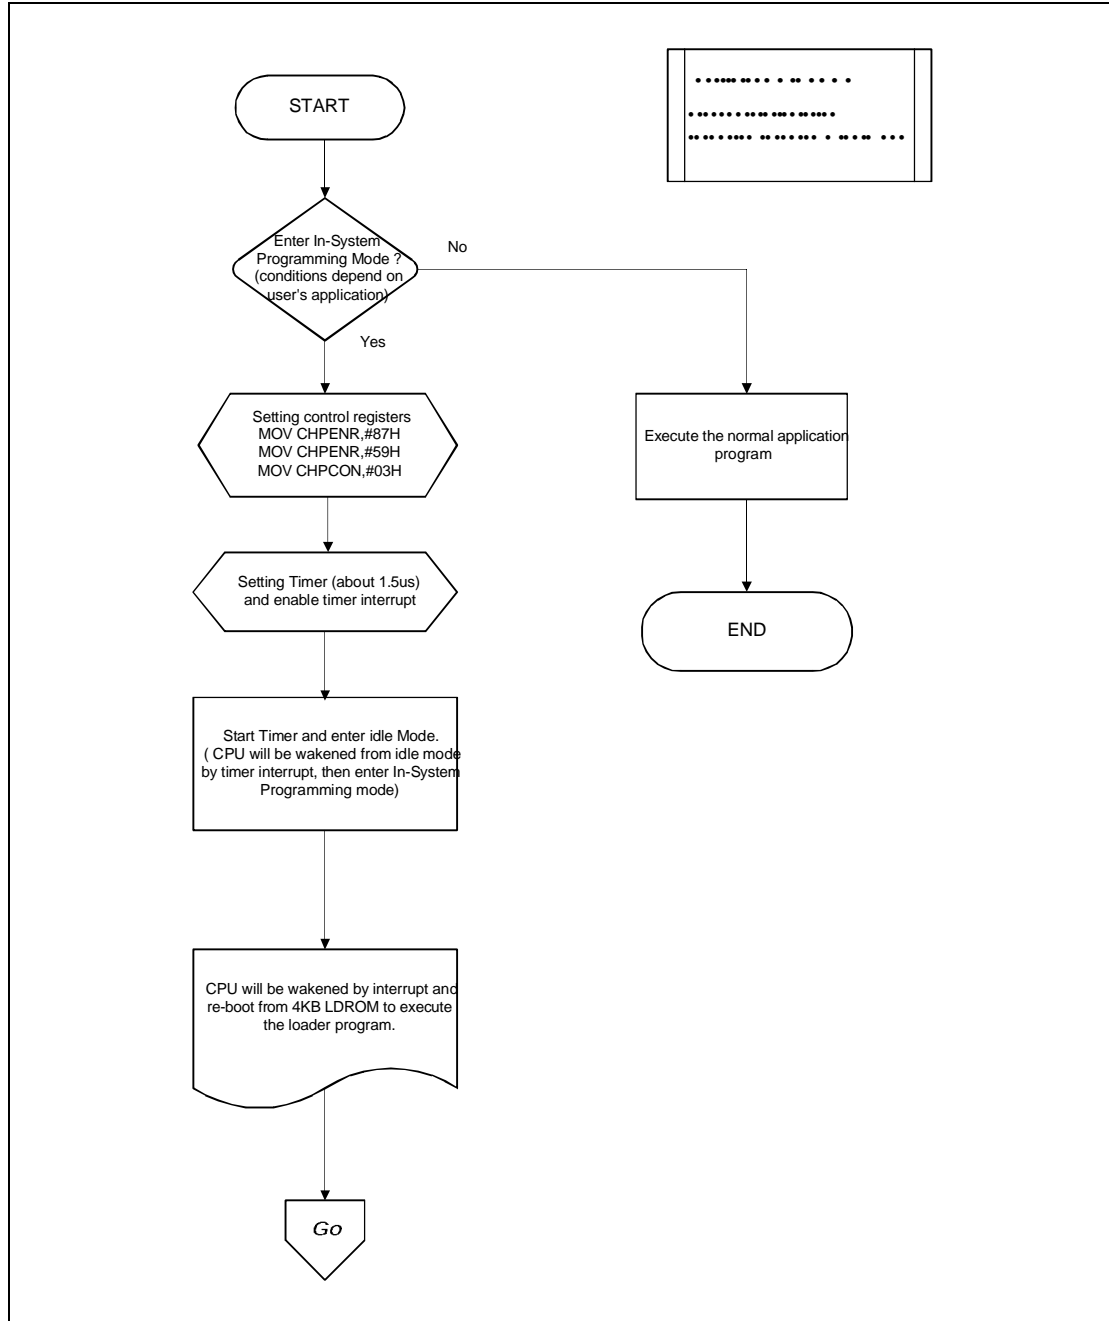 START
Enter In-System
Programming Mode ?
(conditions depend on
user's application)
No
Yes
Setting control registers
MOV CHPENR,#87H
MOV CHPENR,#59H
MOV CHPCON,#03H
Execute the normal application
program
Setting Timer (about 1.5us)
and enable timer interrupt
END
Start Timer and enter idle Mode.
( CPU will be wakened from idle mode
by timer interrupt, then enter In-System
Programming mode)
CPU will be wakened by interrupt and
re-boot from 4KB LDROM to execute
the loader program.
Go